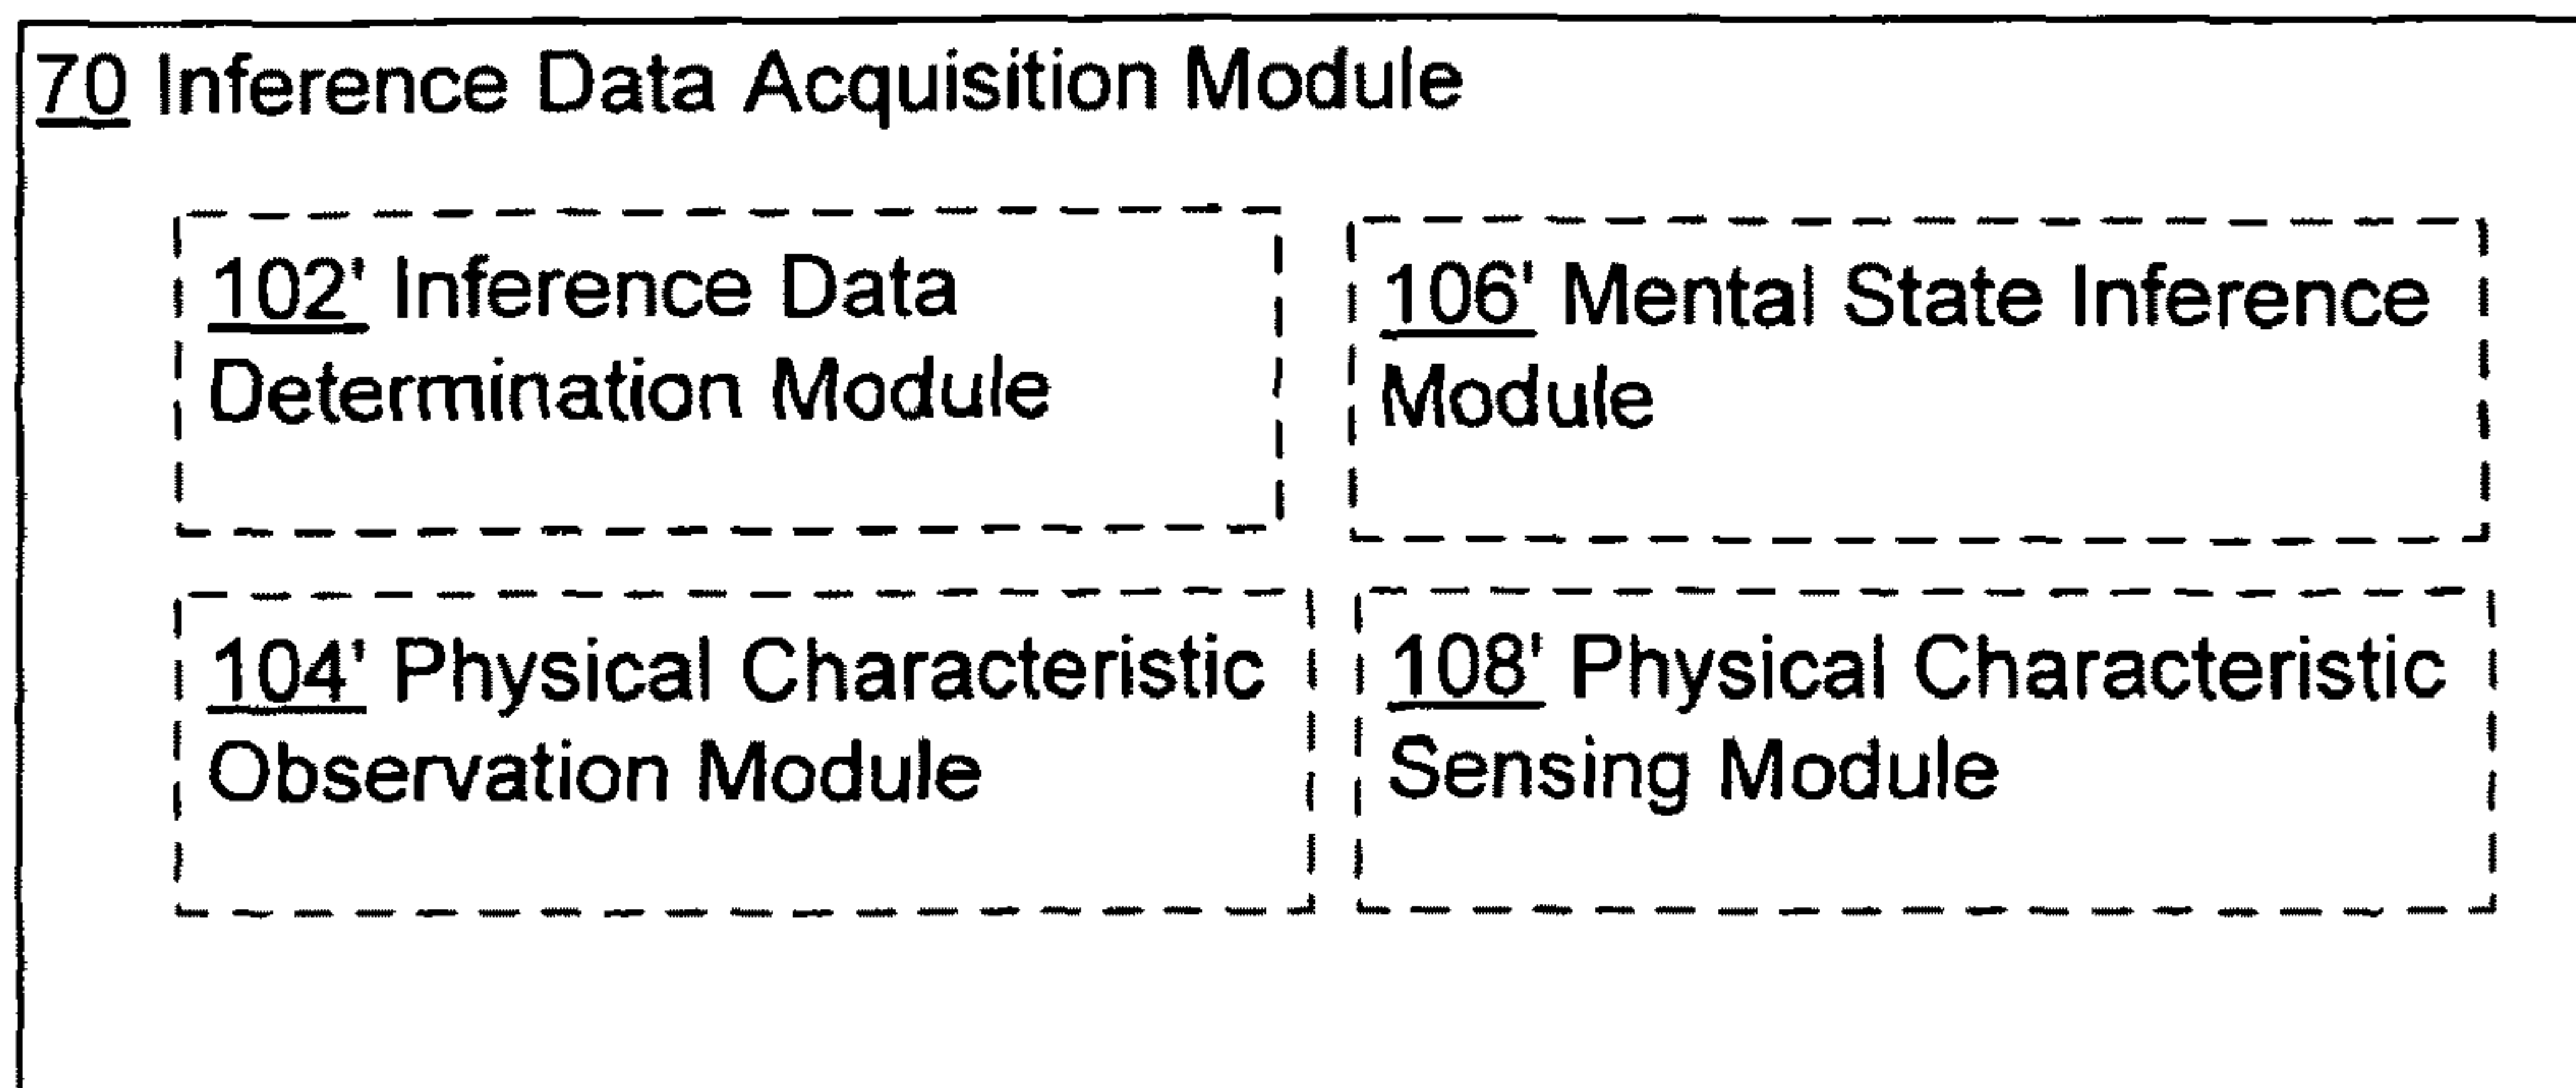 70 Inference Data Acquisition Module
102' Inference Data
Determination Module
106' Mental State Inference
Module
104' Physical Characteristic
Observation Module
108' Physical Characteristic
Sensing Module